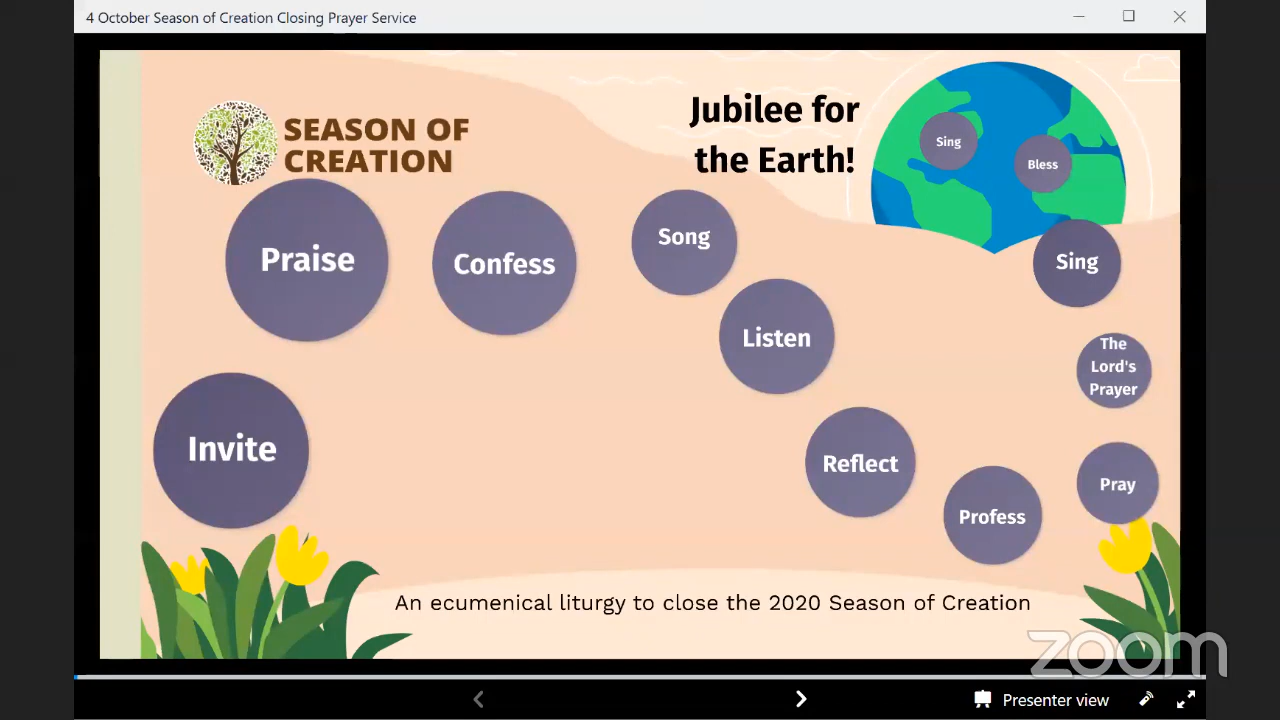 4 October Season of Creation Closing Prayer Service
SEASON OF
CREATION
Jubilee for
the Earth!
Sing
Bless
Praise
Confess
Song
Sing
Listen
The
Lord's
Prayer
Invite
Reflect
Profess
Pray
An ecumenical liturgy to close the 2020 Season of Creation
zoom
Presenter view